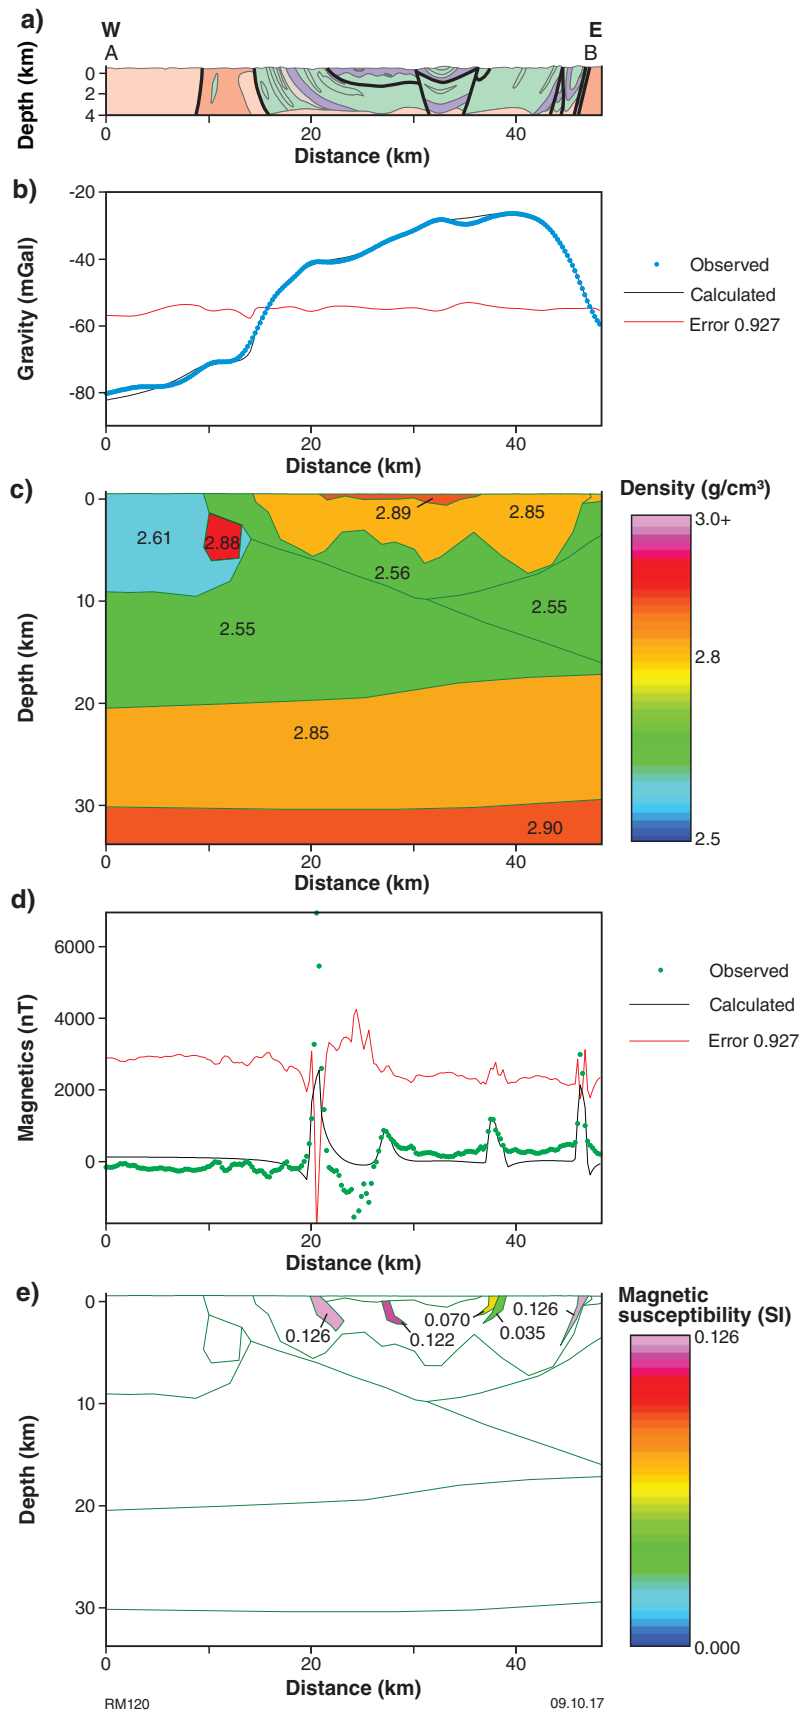 a)
W
E
A
B
Depth (km)
0
2
4
0
20
40
Distance (km)
b)
Gravity (mGal)
-20
-40
-60
-80
0
20
40
Distance (km)
Observed
Calculated
Error 0.927
c)
Depth (km)
0
10
20
30
2.61
2.88
2.89
2.85
2.56
2.55
2.55
2.85
2.90
0
20
40
Distance (km)
Density (g/cm³)
3.0+
2.8
2.5
d)
Magnetics (nT)
6000
4000
2000
0
0
20
40
Distance (km)
Observed
Calculated
Error 0.927
e)
Depth (km)
0
10
20
30
0.126
0.122
0.070
0.035
0.126
0
20
40
Distance (km)
Magnetic
susceptibility (SI)
0.126
0.000
RM120
09.10.17